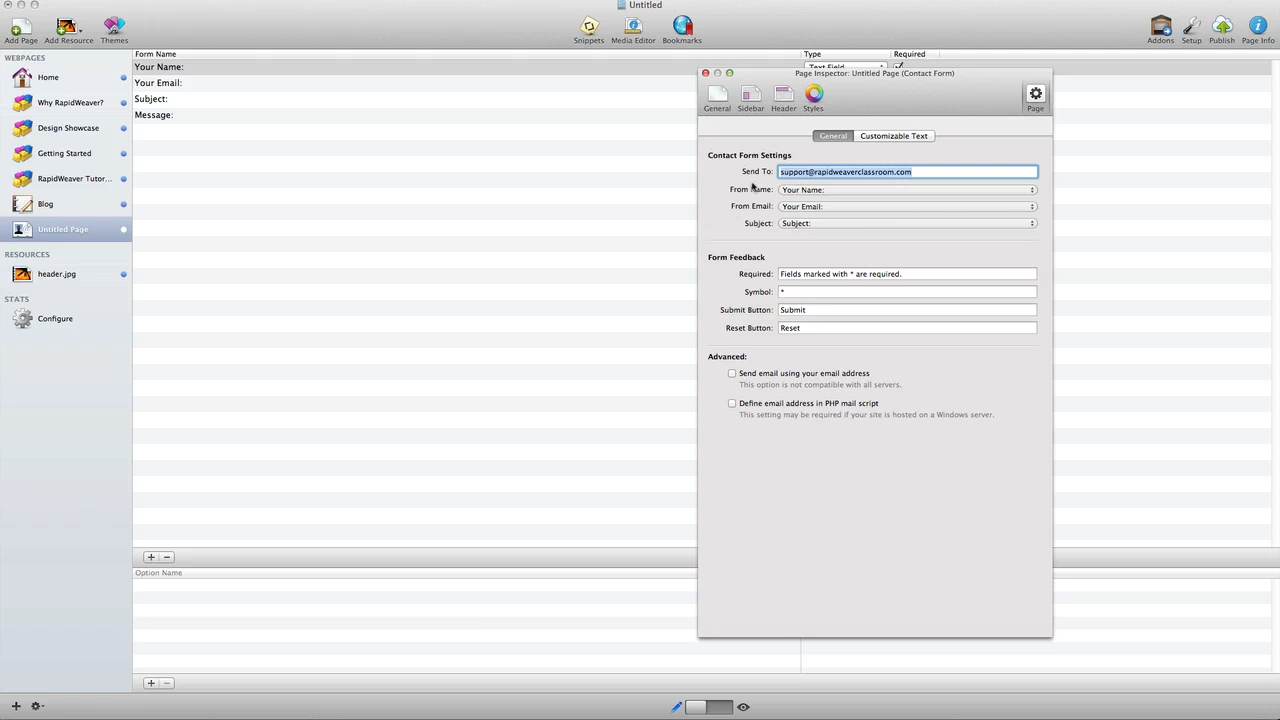 Untitled
Add Page
Add Resource
Themes
Snippets
Media Editor
Bookmarks
Addons
Setup
Publish
Page Info
WEBPAGES
Home
Why RapidWeaver?
Design Showcase
Getting Started
RapidWeaver Tutor...
Blog
Untitled Page
RESOURCES
header.jpg
STATS
Configure
Form Name
Type
Required
Your Name:
Text Field
Your Email:
Subject:
Message:
Option Name
Page Inspector: Untitled Page (Contact Form)
General
Sidebar
Header
Styles
Page
General
Customizable Text
Contact Form Settings
Send To: support@rapidweaverclassroom.com
From Name: Your Name:
From Email: Your Email:
Subject: Subject:
Form Feedback
Required: Fields marked with * are required.
Symbol: *
Submit Button: Submit
Reset Button: Reset
Advanced:
Send email using your email address
This option is not compatible with all servers.
Define email address in PHP mail script
This setting may be required if your site is hosted on a Windows server.